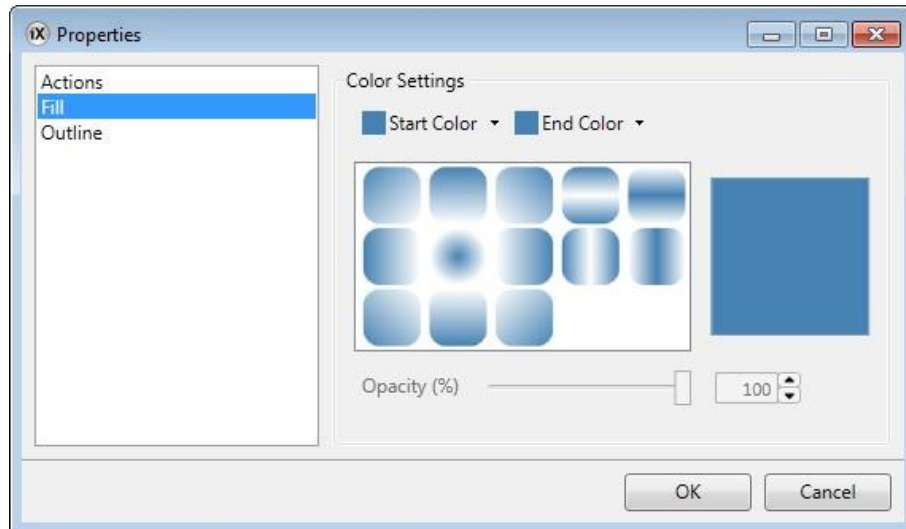 iX Properties
Actions
Fill
Outline
Color Settings
Start Color End Color
Opacity (%) 100
OK Cancel